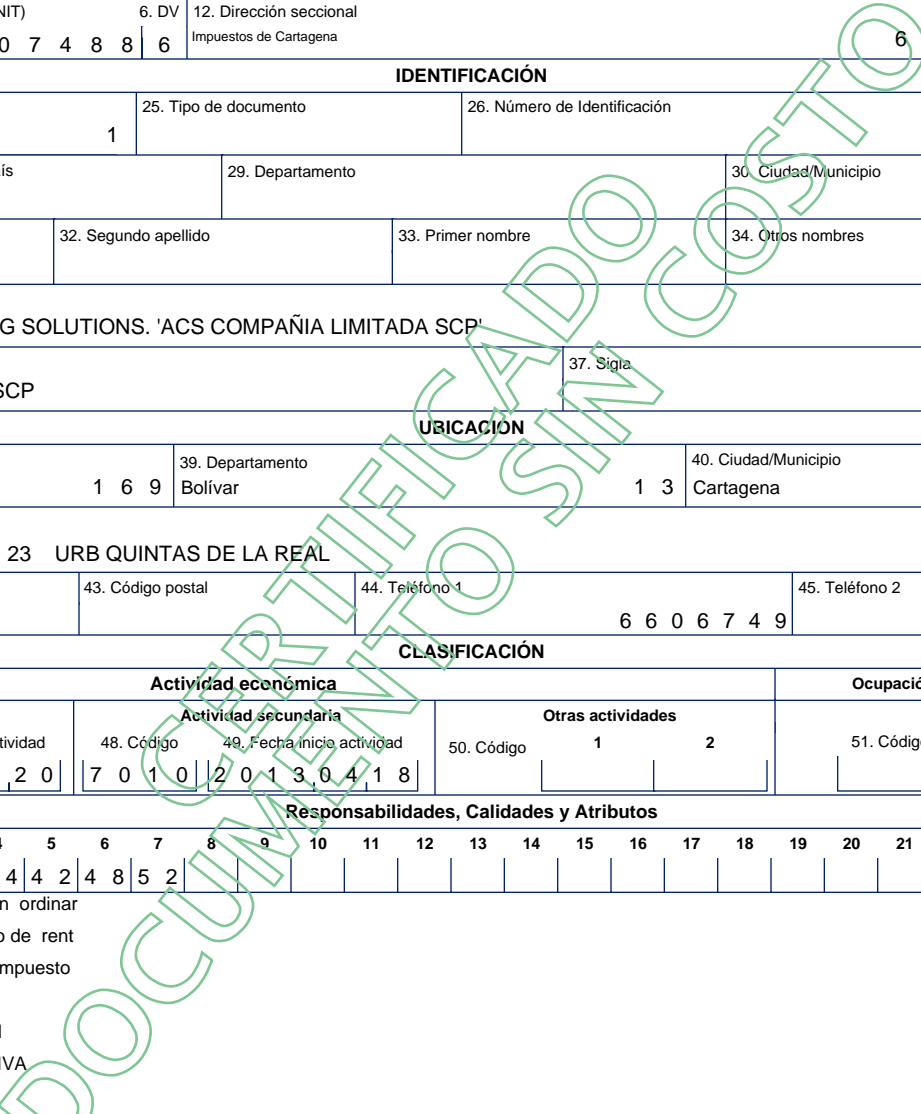 NIT) 6. DV 12. Dirección seccional
0 7 4 8 8 6 Impuestos de Cartagena 6
IDENTIFICACIÓN
25. Tipo de documento 26. Número de Identificación
1
ís 29. Departamento 30. Ciudad/Municipio
32. Segundo apellido 33. Primer nombre 34. Otros nombres
G SOLUTIONS. 'ACS COMPAÑIA LIMITADA SCP'
37. Sigla
SCP
UBICACIÓN
39. Departamento 40. Ciudad/Municipio
1 6 9 Bolívar 1 3 Cartagena
23 URB QUINTAS DE LA REAL
43. Código postal 44. Teléfono 1 45. Teléfono 2
6 6 0 6 7 4 9
CLASIFICACIÓN
Actividad económica Ocupació
Actividad secundaria Otras actividades
tividad 48. Código 49. Fecha inicio actividad 50. Código 1 2 51. Códig
2 0 7 0 1 0 2 0 1 3 0 4 1 8
Responsabilidades, Calidades y Atributos
4 5 6 7 8 9 10 11 12 13 14 15 16 17 18 19 20 21
4 4 2 4 8 5 2
n ordinar
o de rent
mpuesto
IVA
CERTIFICADO
DOCUMENTO SIN COSTO